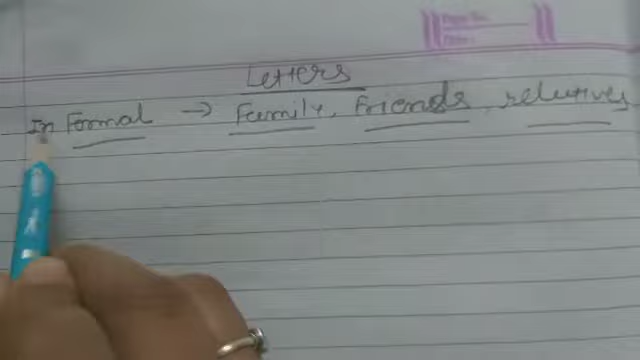 Letters
In Formal → Family, Friends, relatives